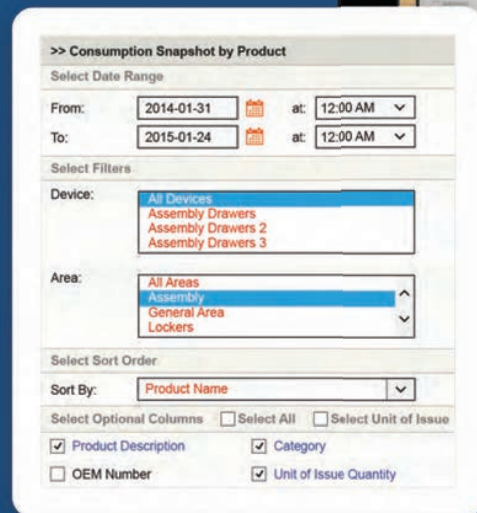 >> Consumption Snapshot by Product
Select Date Range
From: 2014-01-31 at: 12:00 AM
To: 2015-01-24 at: 12:00 AM
Select Filters
Device: All Devices
Assembly Drawers
Assembly Drawers 2
Assembly Drawers 3
Area: All Areas
Assembly
General Area
Lockers
Select Sort Order
Sort By: Product Name
Select Optional Columns Select All Select Unit of Issue
Product Description Category
OEM Number Unit of Issue Quantity